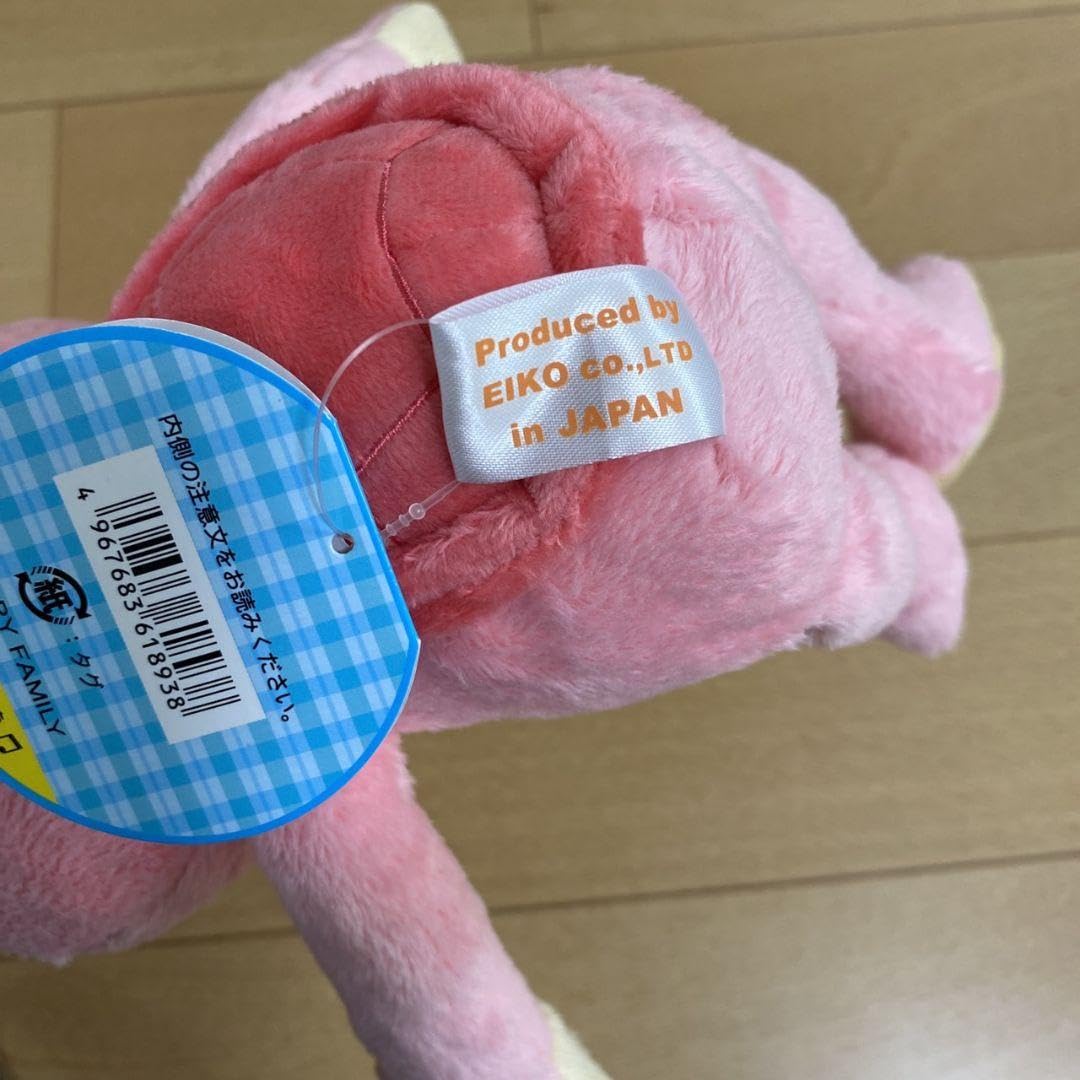 Produced by
EIKO co.,LTD
in JAPAN
内側の注意文をお読みください。
4 967683 618938
紙
:タグ
RY FAMILY